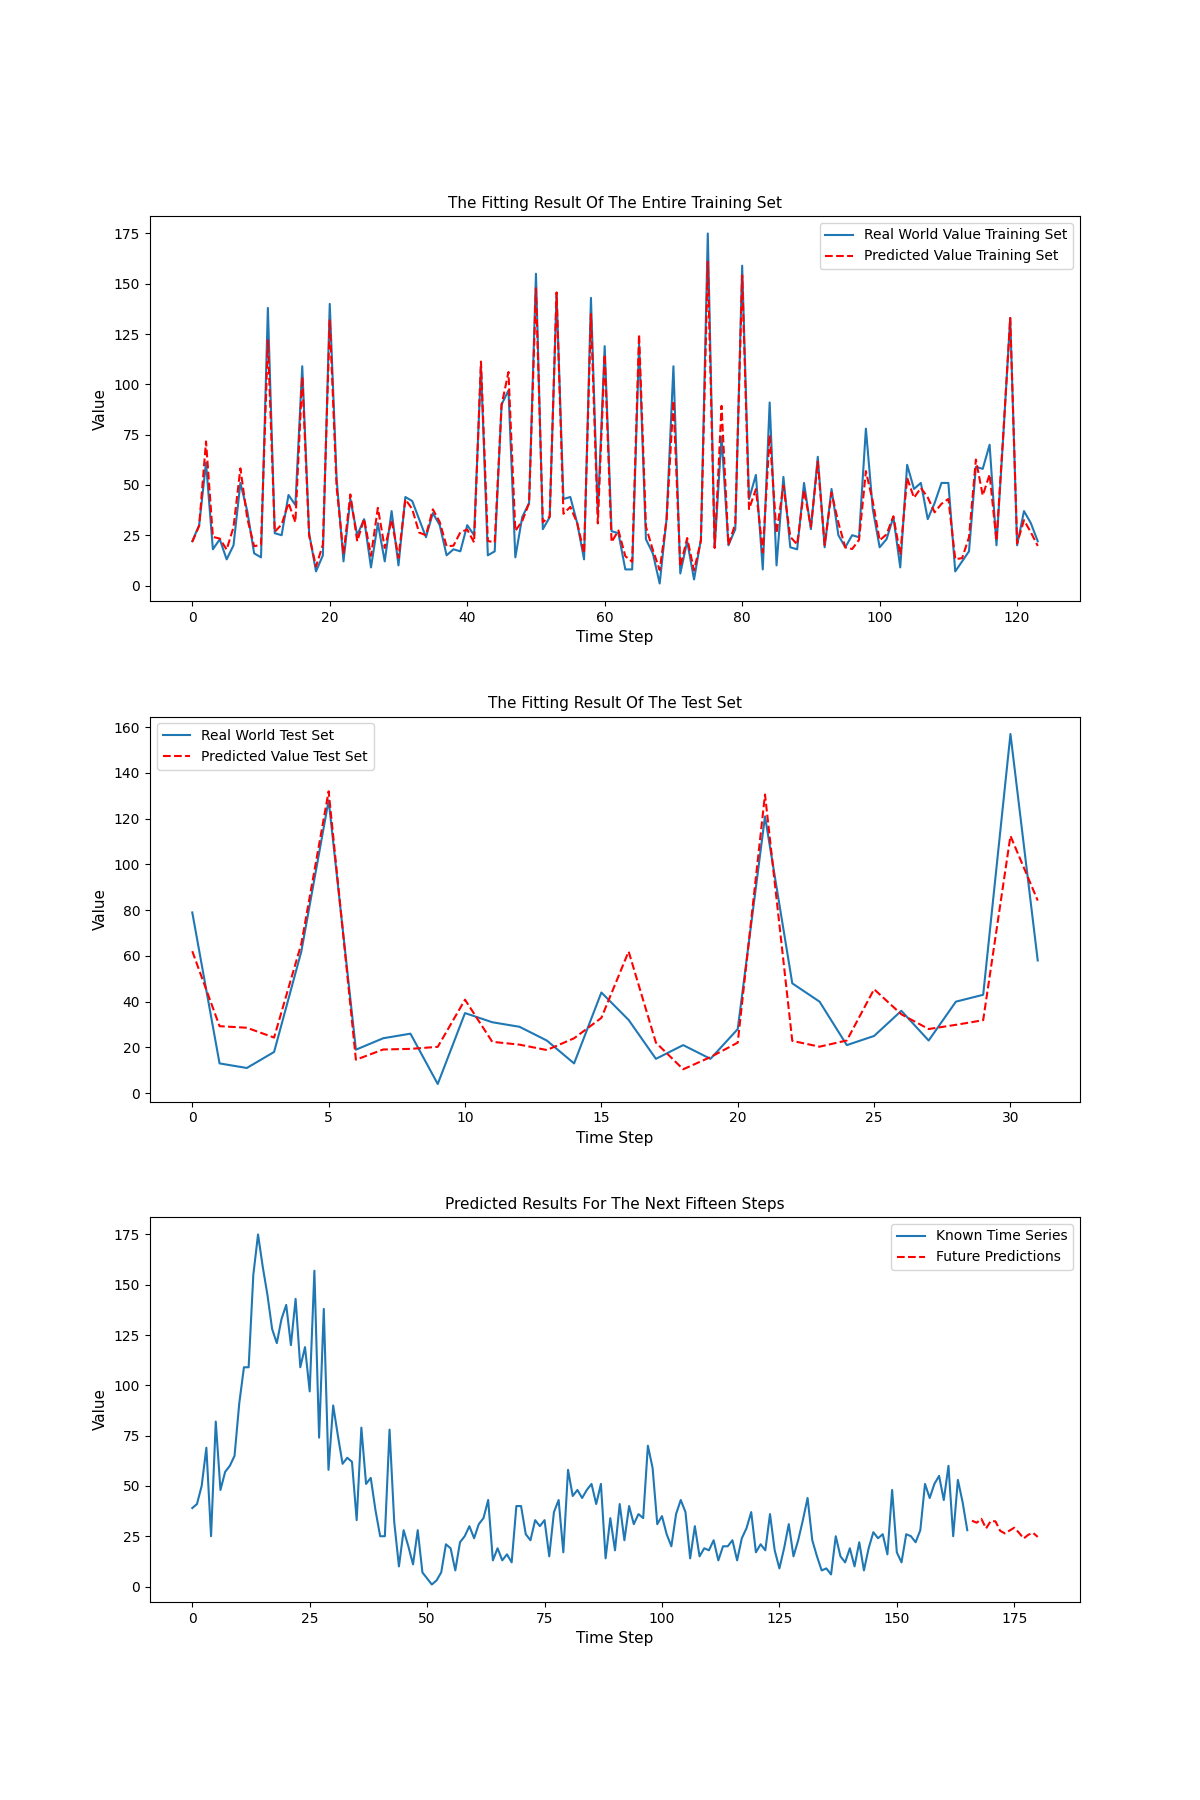 The Fitting Result Of The Entire Training Set
175
150
125
100
75
50
25
0
Value
Real World Value Training Set
Predicted Value Training Set
0 20 40 60 80 100 120
Time Step
The Fitting Result Of The Test Set
160
140
120
100
80
60
40
20
0
Value
Real World Test Set
Predicted Value Test Set
0 5 10 15 20 25 30
Time Step
Predicted Results For The Next Fifteen Steps
175
150
125
100
75
50
25
0
Value
Known Time Series
Future Predictions
0 25 50 75 100 125 150 175
Time Step